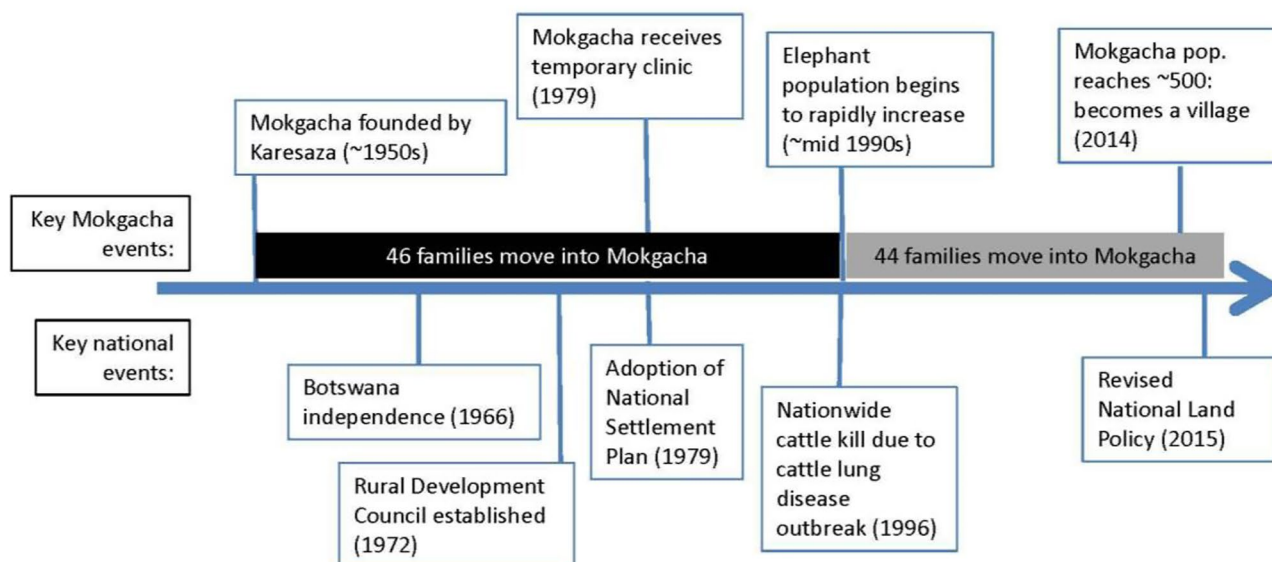 Mokgacha founded by
Karesaza (~1950s)
Mokgacha receives
temporary clinic
(1979)
Elephant
population begins
to rapidly increase
(~mid 1990s)
Mokgacha pop.
reaches ~500:
becomes a village
(2014)
Key Mokgacha
events:
46 families move into Mokgacha
44 families move into Mokgacha
Key national
events:
Botswana
independence (1966)
Rural Development
Council established
(1972)
Adoption of
National
Settlement
Plan (1979)
Nationwide
cattle kill due to
cattle lung
disease
outbreak (1996)
Revised
National Land
Policy (2015)